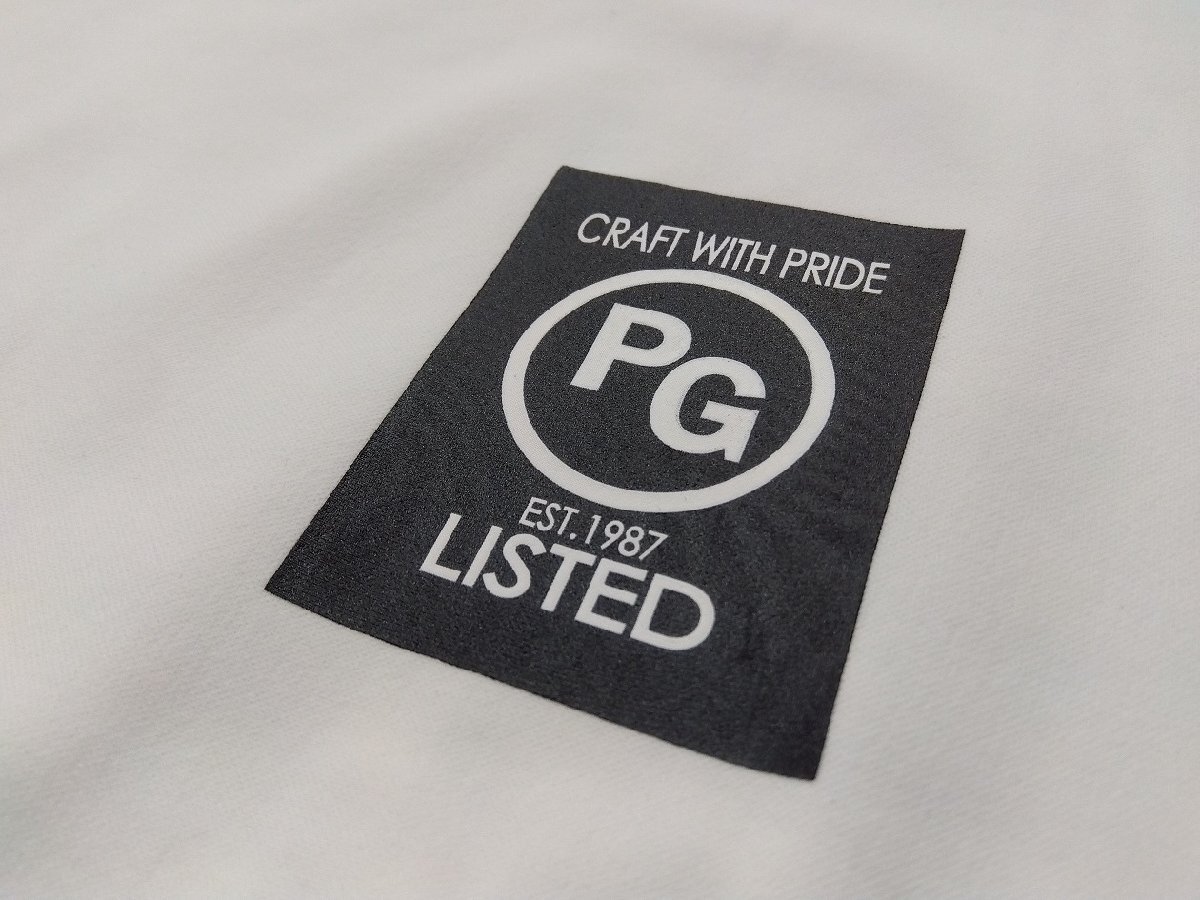 CRAFT WITH PRIDE
PG
EST.1987
LISTED